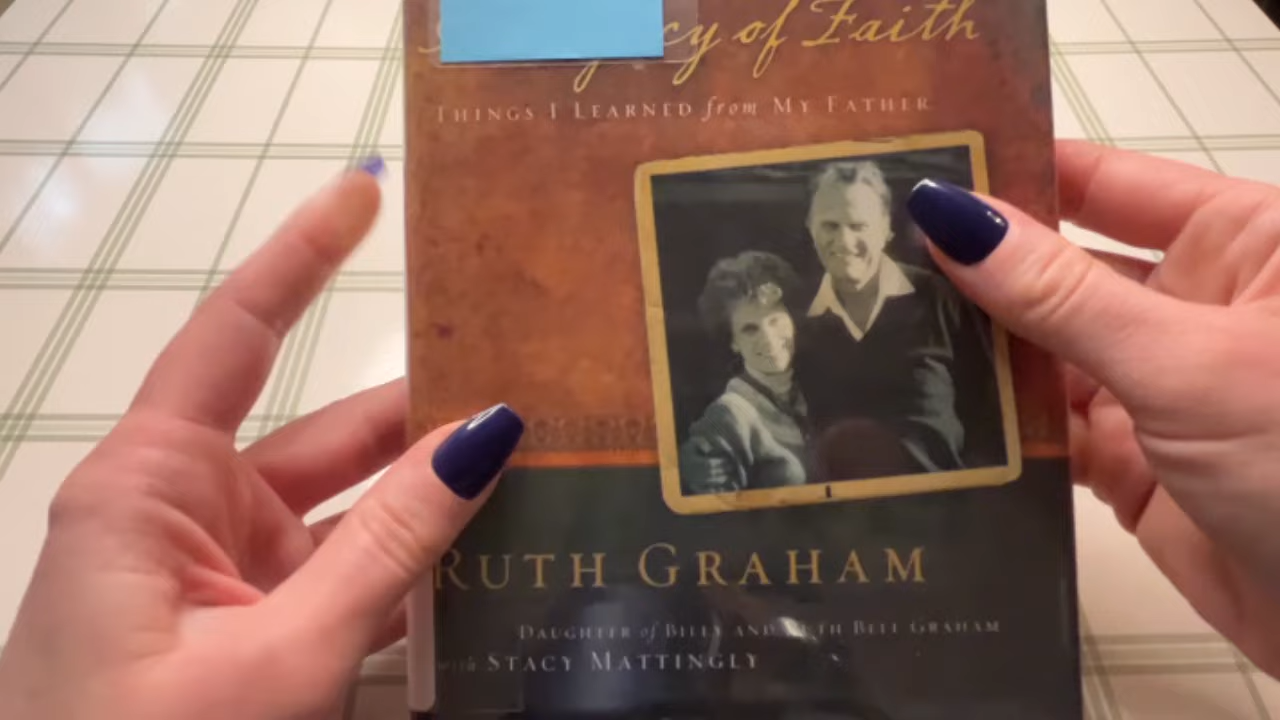 cy of Faith
THINGS I LEARNED from MY FATHER
RUTH GRAHAM
DAUGHTER of BILLY AND RUTH BELL GRAHAM
with STACY MATTINGLY